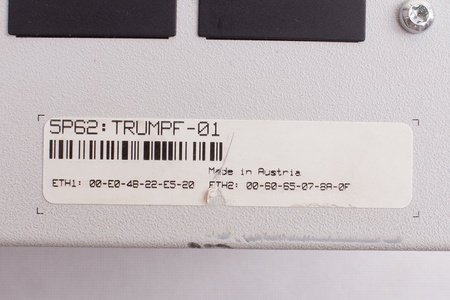 SP62:TRUMPF-01
Made in Austria
ETH1: 00-E0-4B-22-E5-20 ETH2: 00-60-65-07-8A-0F